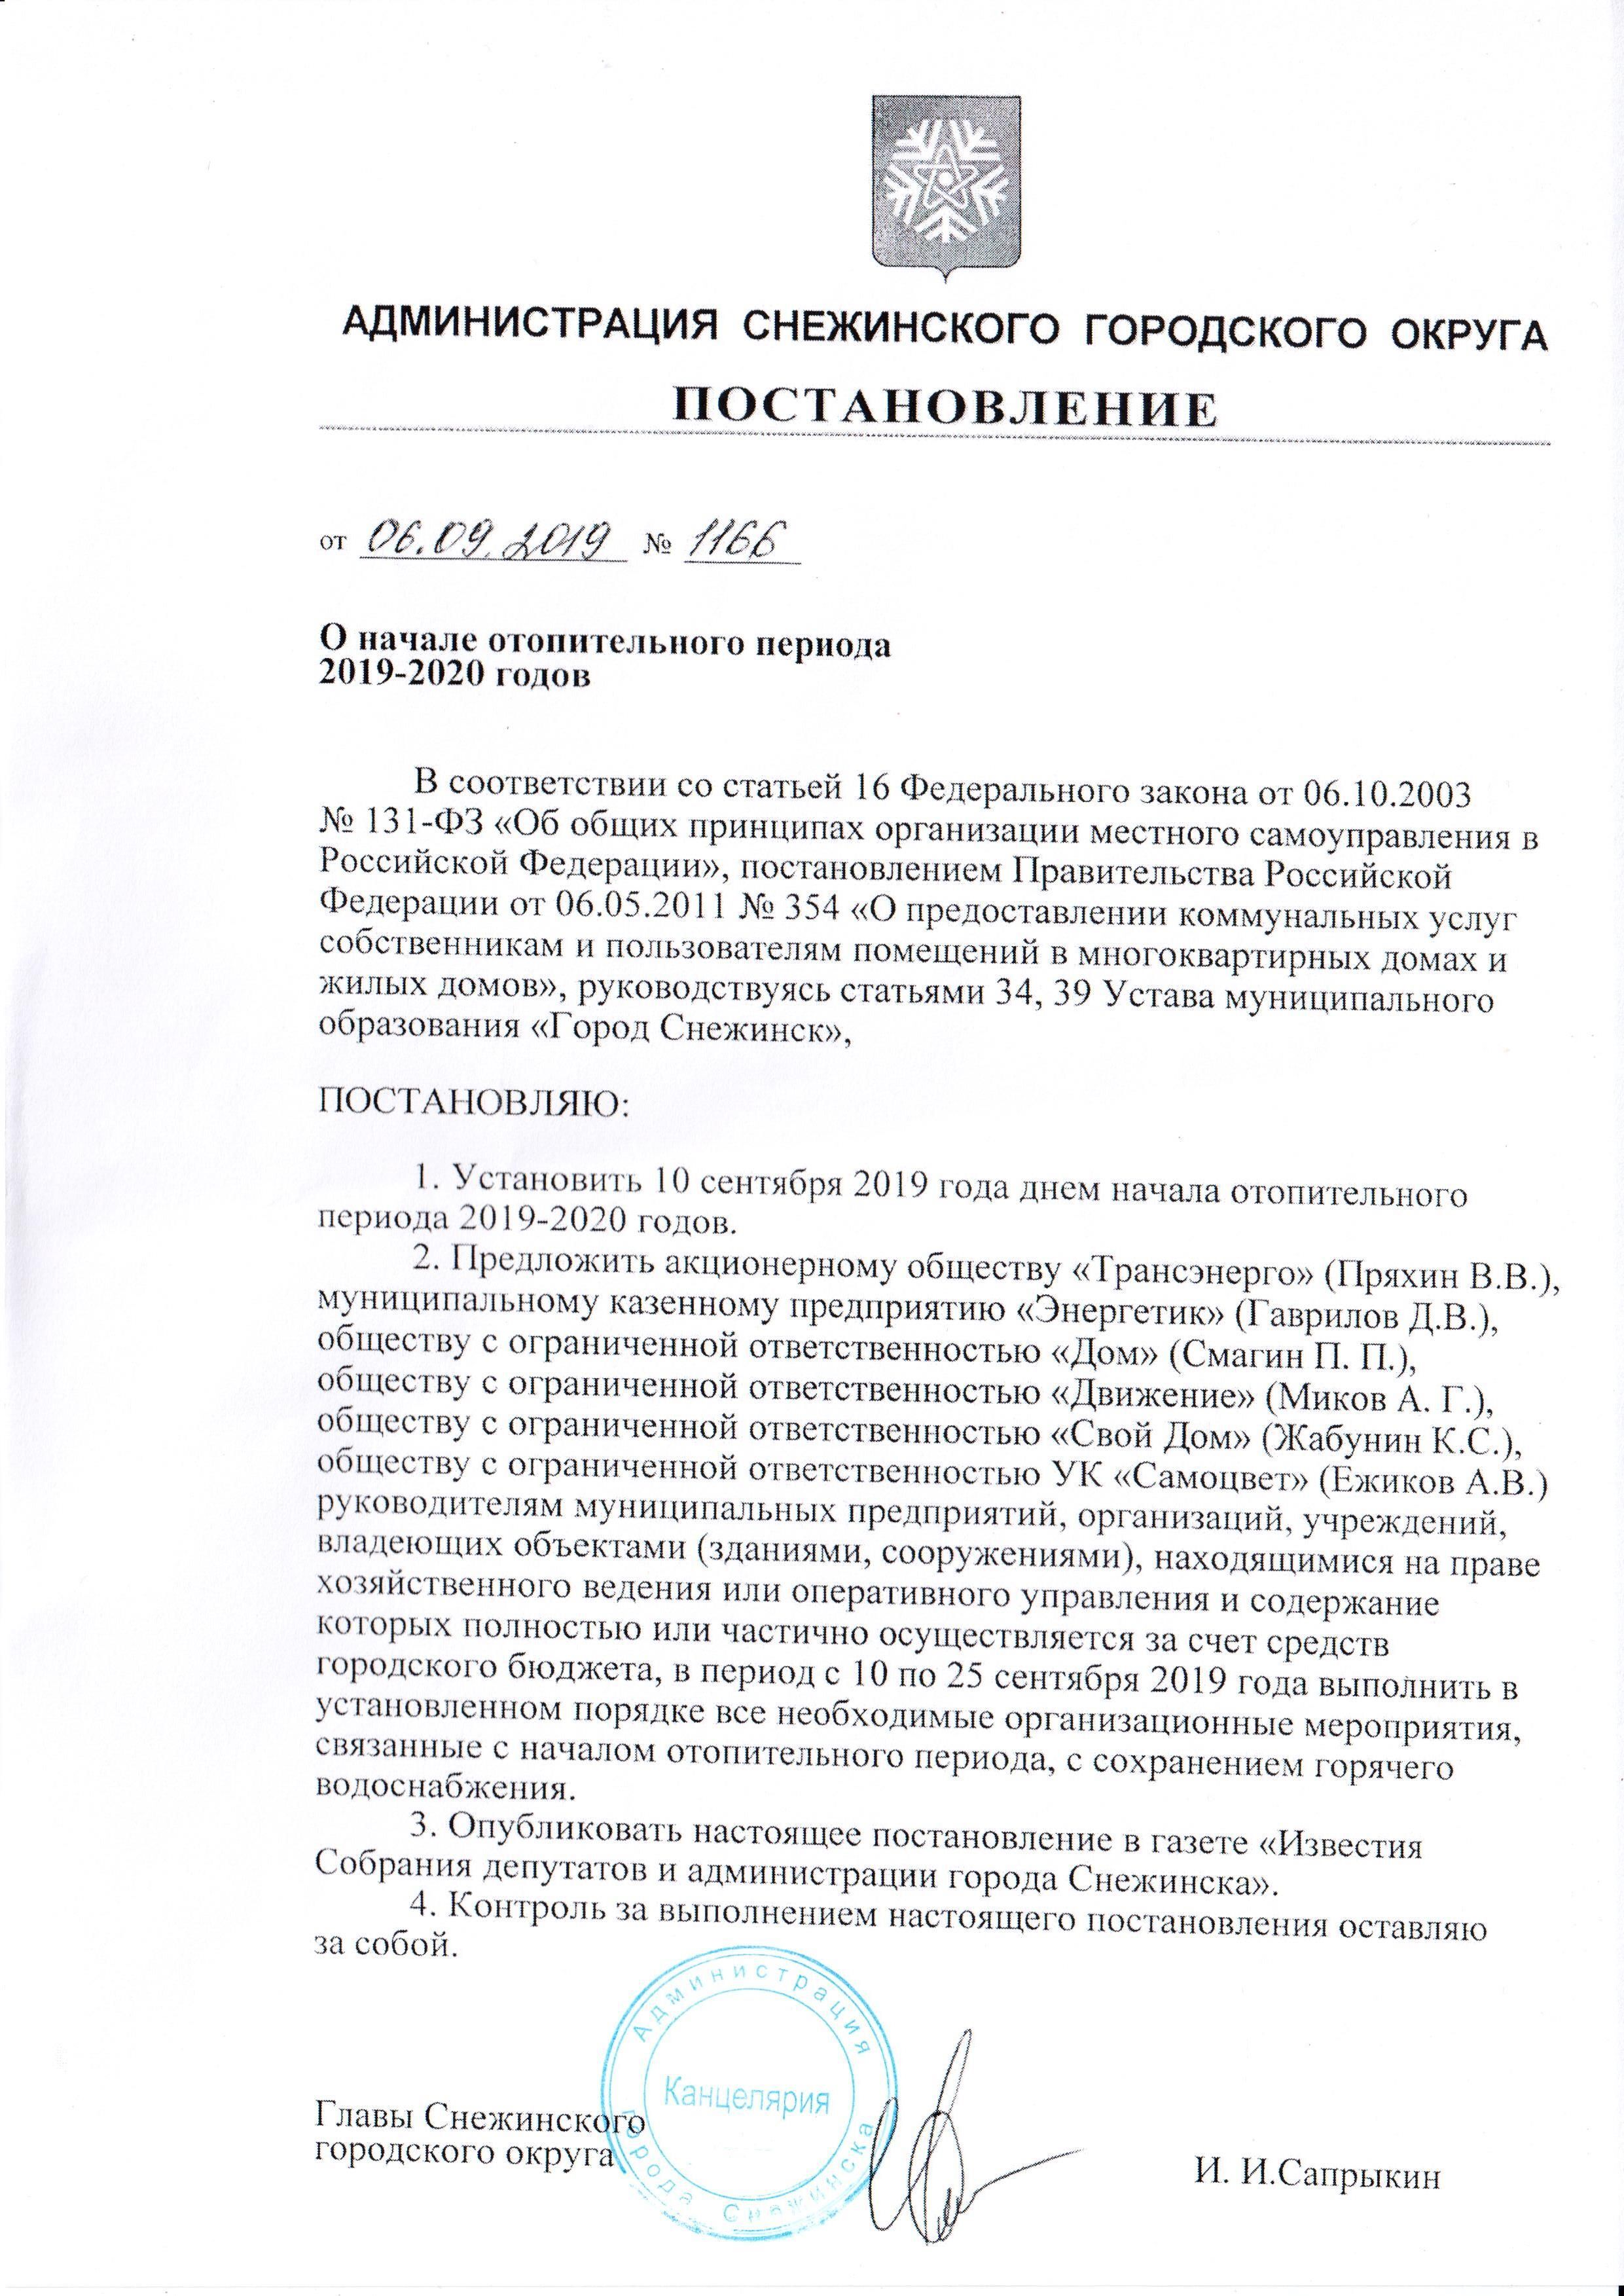 АДМИНИСТРАЦИЯ СНЕЖИНСКОГО ГОРОДСКОГО ОКРУГА
ПОСТАНОВЛЕНИЕ
от 06.09.2019 № 1166
О начале отопительного периода
2019-2020 годов
В соответствии со статьей 16 Федерального закона от 06.10.2003
№ 131-ФЗ «Об общих принципах организации местного самоуправления в
Российской Федерации», постановлением Правительства Российской
Федерации от 06.05.2011 № 354 «О предоставлении коммунальных услуг
собственникам и пользователям помещений в многоквартирных домах и
жилых домов», руководствуясь статьями 34, 39 Устава муниципального
образования «Город Снежинск»,
ПОСТАНОВЛЯЮ:
1. Установить 10 сентября 2019 года днем начала отопительного
периода 2019-2020 годов.
2. Предложить акционерному обществу «Трансэнерго» (Пряхин В.В.),
муниципальному казенному предприятию «Энергетик» (Гаврилов Д.В.),
обществу с ограниченной ответственностью «Дом» (Смагин П. П.),
обществу с ограниченной ответственностью «Движение» (Миков А. Г.),
обществу с ограниченной ответственностью «Свой Дом» (Жабунин К.С.),
обществу с ограниченной ответственностью УК «Самоцвет» (Ежиков А.В.)
руководителям муниципальных предприятий, организаций, учреждений,
владеющих объектами (зданиями, сооружениями), находящимися на праве
хозяйственного ведения или оперативного управления и содержание
которых полностью или частично осуществляется за счет средств
городского бюджета, в период с 10 по 25 сентября 2019 года выполнить в
установленном порядке все необходимые организационные мероприятия,
связанные с началом отопительного периода, с сохранением горячего
водоснабжения.
3. Опубликовать настоящее постановление в газете «Известия
Собрания депутатов и администрации города Снежинска».
4. Контроль за выполнением настоящего постановления оставляю
за собой.
Администрация
Канцелярия
города Снежинска
Главы Снежинского
городского округа
И. И.Сапрыкин